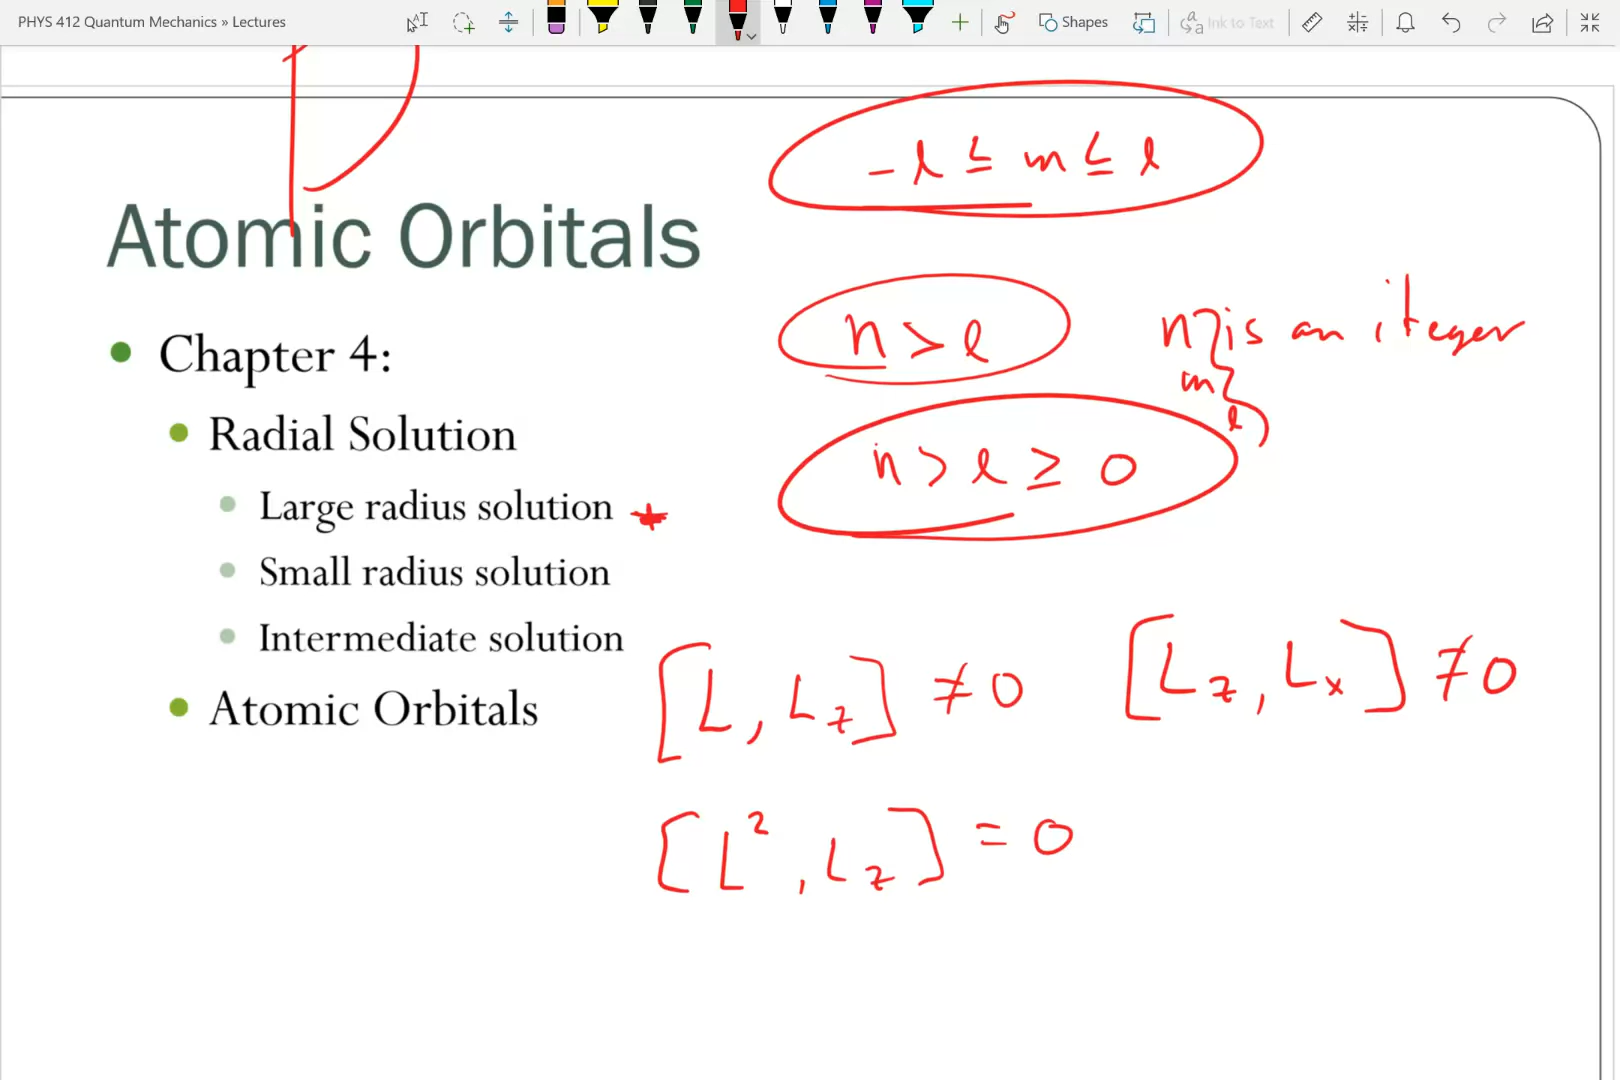 PHYS 412 Quantum Mechanics » Lectures
Shapes
Link to Text
-l ≤ m ≤ l
Atomic Orbitals
n > l
n is an integer
m
l
Chapter 4:
Radial Solution
n > l ≥ 0
Large radius solution
Small radius solution
Intermediate solution
[L, Lz] ≠ 0
[Lz, Lx] ≠ 0
Atomic Orbitals
[L², Lz] = 0